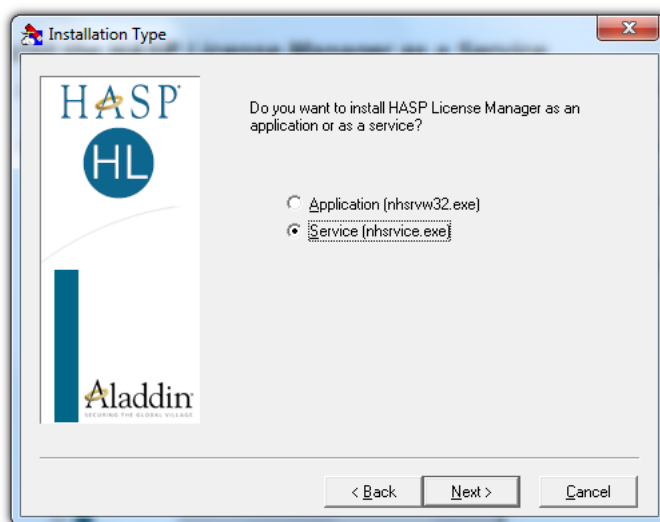 Installation Type
HASP
HL
Do you want to install HASP License Manager as an
application or as a service?
Application (nhsrvw32.exe)
Service (nhsrvice.exe)
Aladdin
SECURING THE GLOBAL VILLAGE
< Back
Next >
Cancel